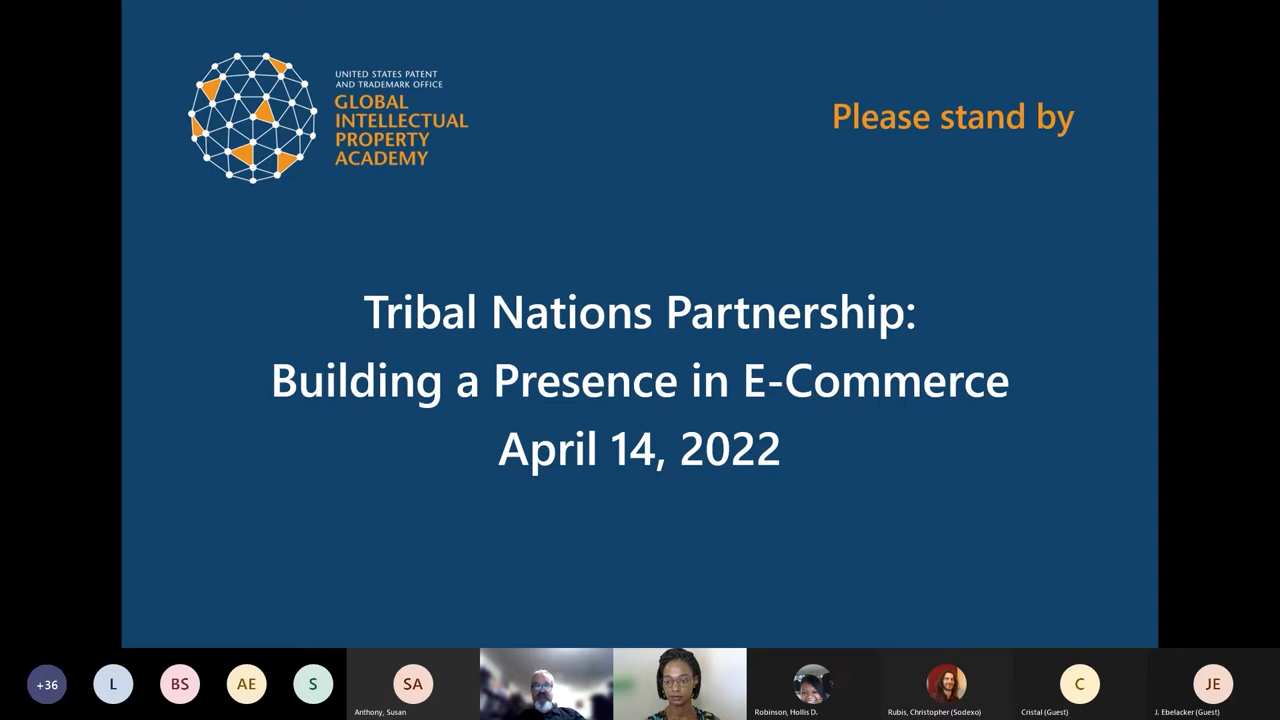 UNITED STATES PATENT
AND TRADEMARK OFFICE
GLOBAL
INTELLECTUAL
PROPERTY
ACADEMY
Please stand by
Tribal Nations Partnership:
Building a Presence in E-Commerce
April 14, 2022
+36
L
BS
AE
S
SA
Anthony, Susan
Robinson, Hollis D.
Rubis, Christopher (Sodexo)
C
Cristal (Guest)
JE
J. Ebelacker (Guest)